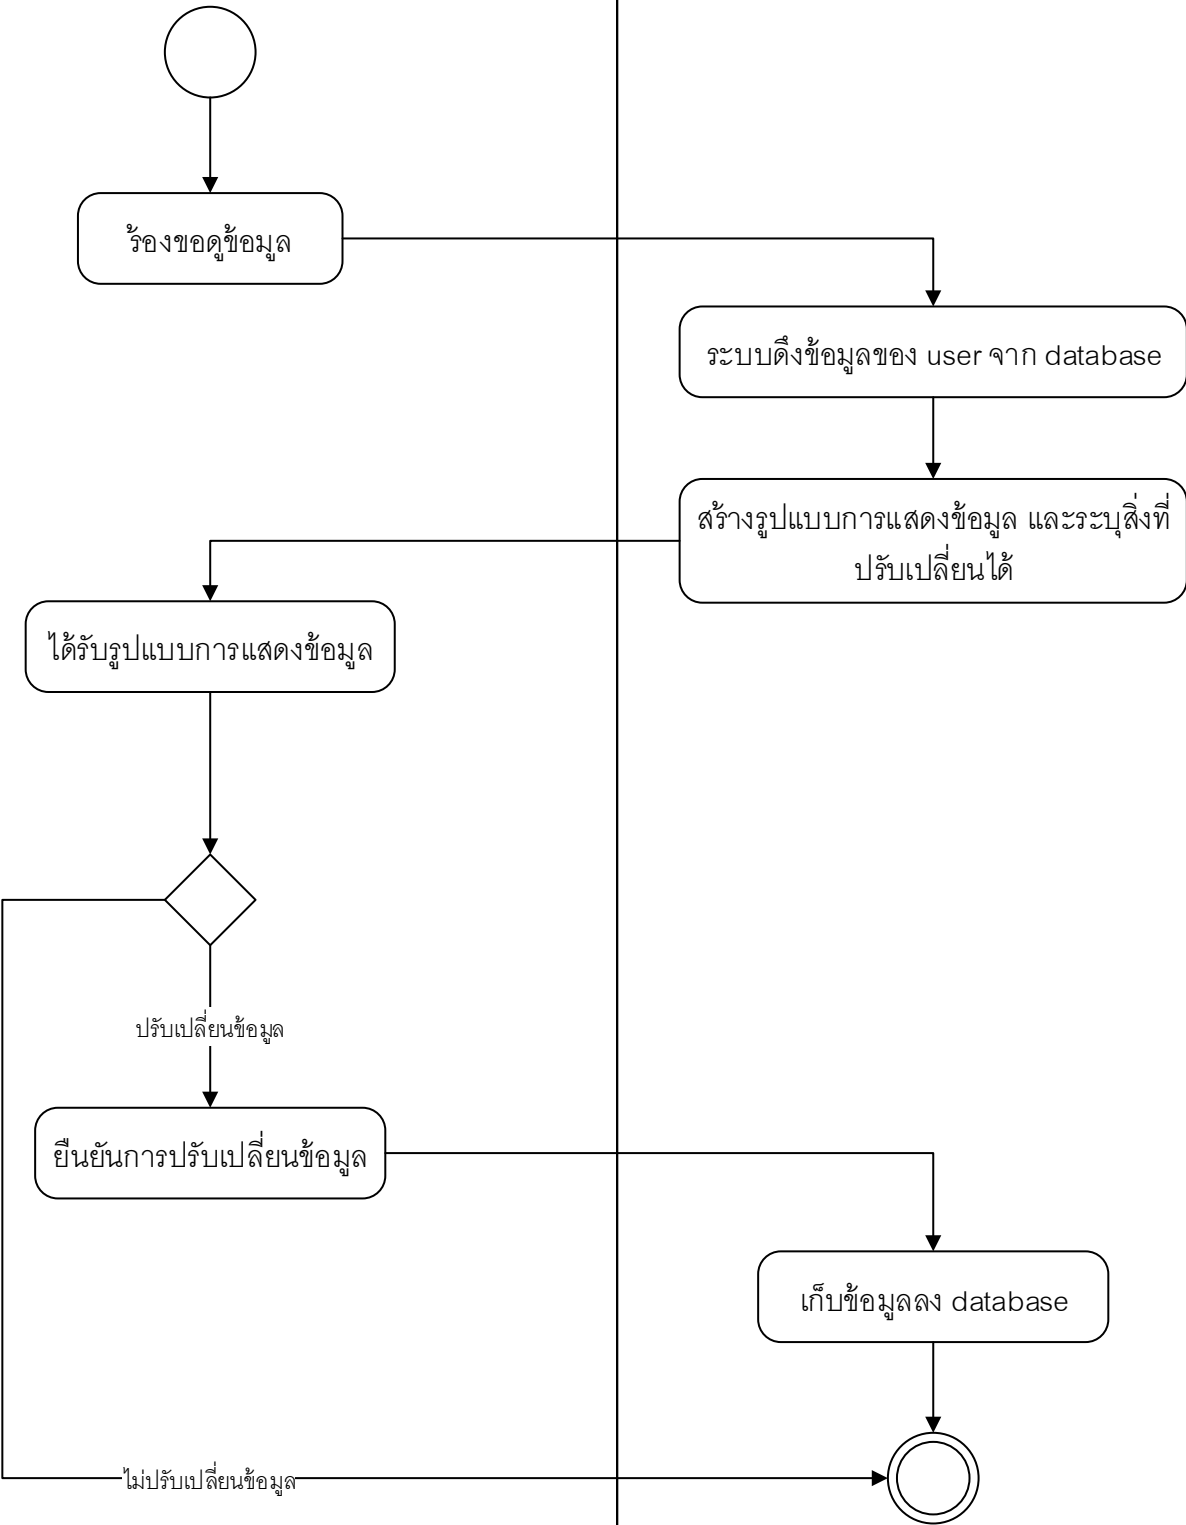 ร้องขอดูข้อมูล
ระบบดึงข้อมูลของ user จาก database
สร้างรูปแบบการแสดงข้อมูล และระบุสิ่งที่
ปรับเปลี่ยนได้
ได้รับรูปแบบการแสดงข้อมูล
ปรับเปลี่ยนข้อมูล
ยืนยันการปรับเปลี่ยนข้อมูล
เก็บข้อมูลลง database
ไม่ปรับเปลี่ยนข้อมูล